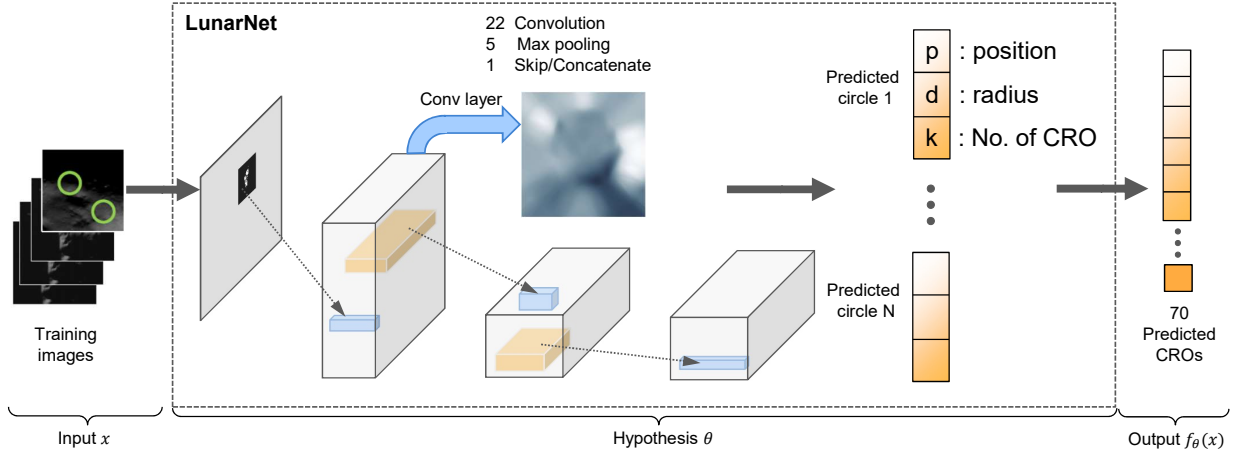 LunarNet
22 Convolution
5 Max pooling
1 Skip/Concatenate
Conv layer
Predicted
circle 1
p : position
d : radius
k : No. of CRO
Predicted
circle N
Training
images
70
Predicted
CROs
Input x
Hypothesis θ
Output f_θ(x)